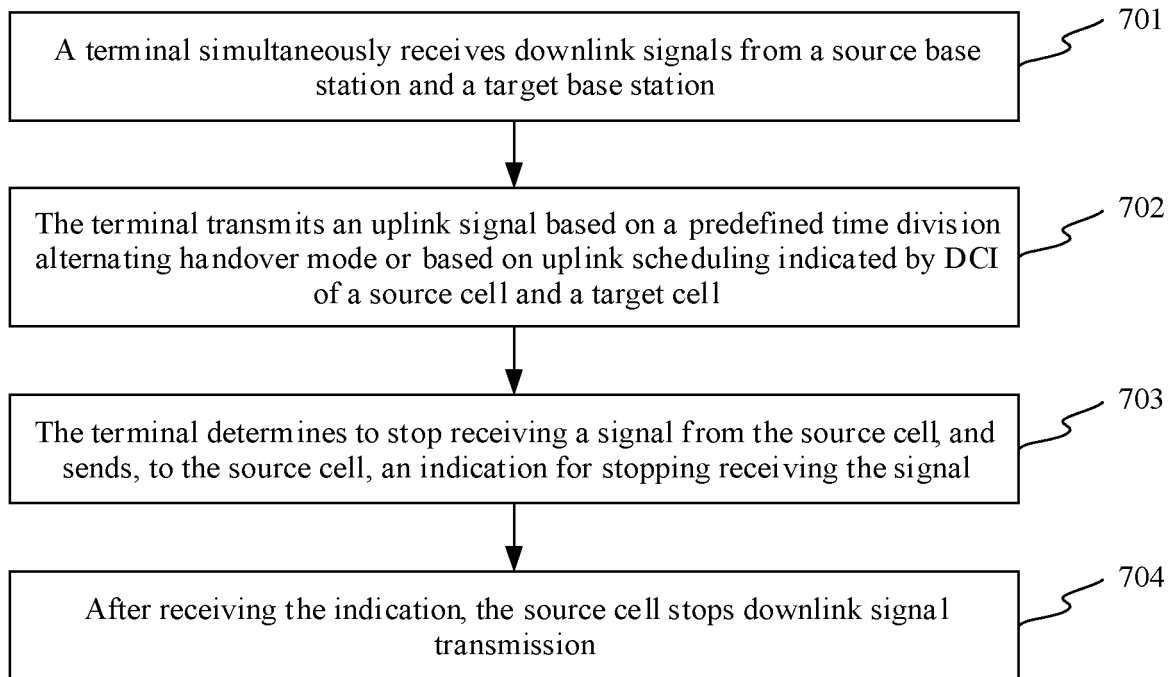 701
A terminal simultaneously receives downlink signals from a source base
station and a target base station
702
The terminal transmits an uplink signal based on a predefined time division
alternating handover mode or based on uplink scheduling indicated by DCI
of a source cell and a target cell
703
The terminal determines to stop receiving a signal from the source cell, and
sends, to the source cell, an indication for stopping receiving the signal
704
After receiving the indication, the source cell stops downlink signal
transmission